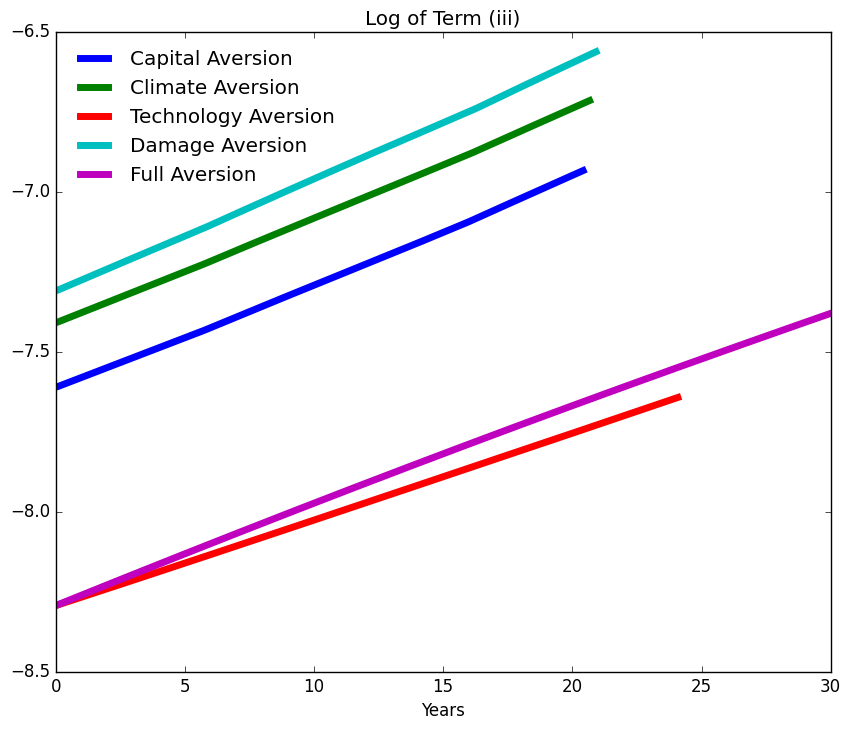 Log of Term (iii)
−6.5
−7.0
−7.5
−8.0
−8.5
Capital Aversion
Climate Aversion
Technology Aversion
Damage Aversion
Full Aversion
0 5 10 15 20 25 30
Years